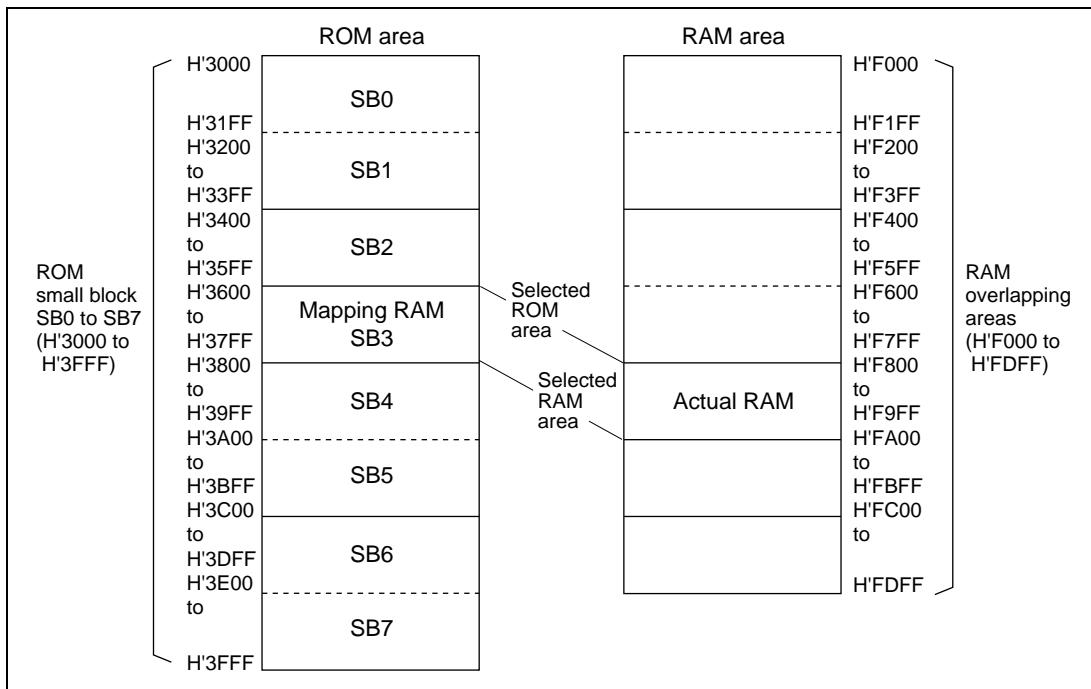 ROM area
RAM area
H'3000
H'31FF
H'3200
to
H'33FF
H'3400
to
H'35FF
H'3600
to
H'37FF
H'3800
to
H'39FF
H'3A00
to
H'3BFF
H'3C00
to
H'3DFF
H'3E00
to
H'3FFF
ROM
small block
SB0 to SB7
(H'3000 to
H'3FFF)
SB0
SB1
SB2
Mapping RAM
SB3
SB4
SB5
SB6
SB7
Selected
ROM
area
Selected
RAM
area
Actual RAM
H'F000
H'F1FF
H'F200
to
H'F3FF
H'F400
to
H'F5FF
H'F600
to
H'F7FF
H'F800
to
H'F9FF
H'FA00
to
H'FBFF
H'FC00
to
H'FDFF
RAM
overlapping
areas
(H'F000 to
H'FDFF)